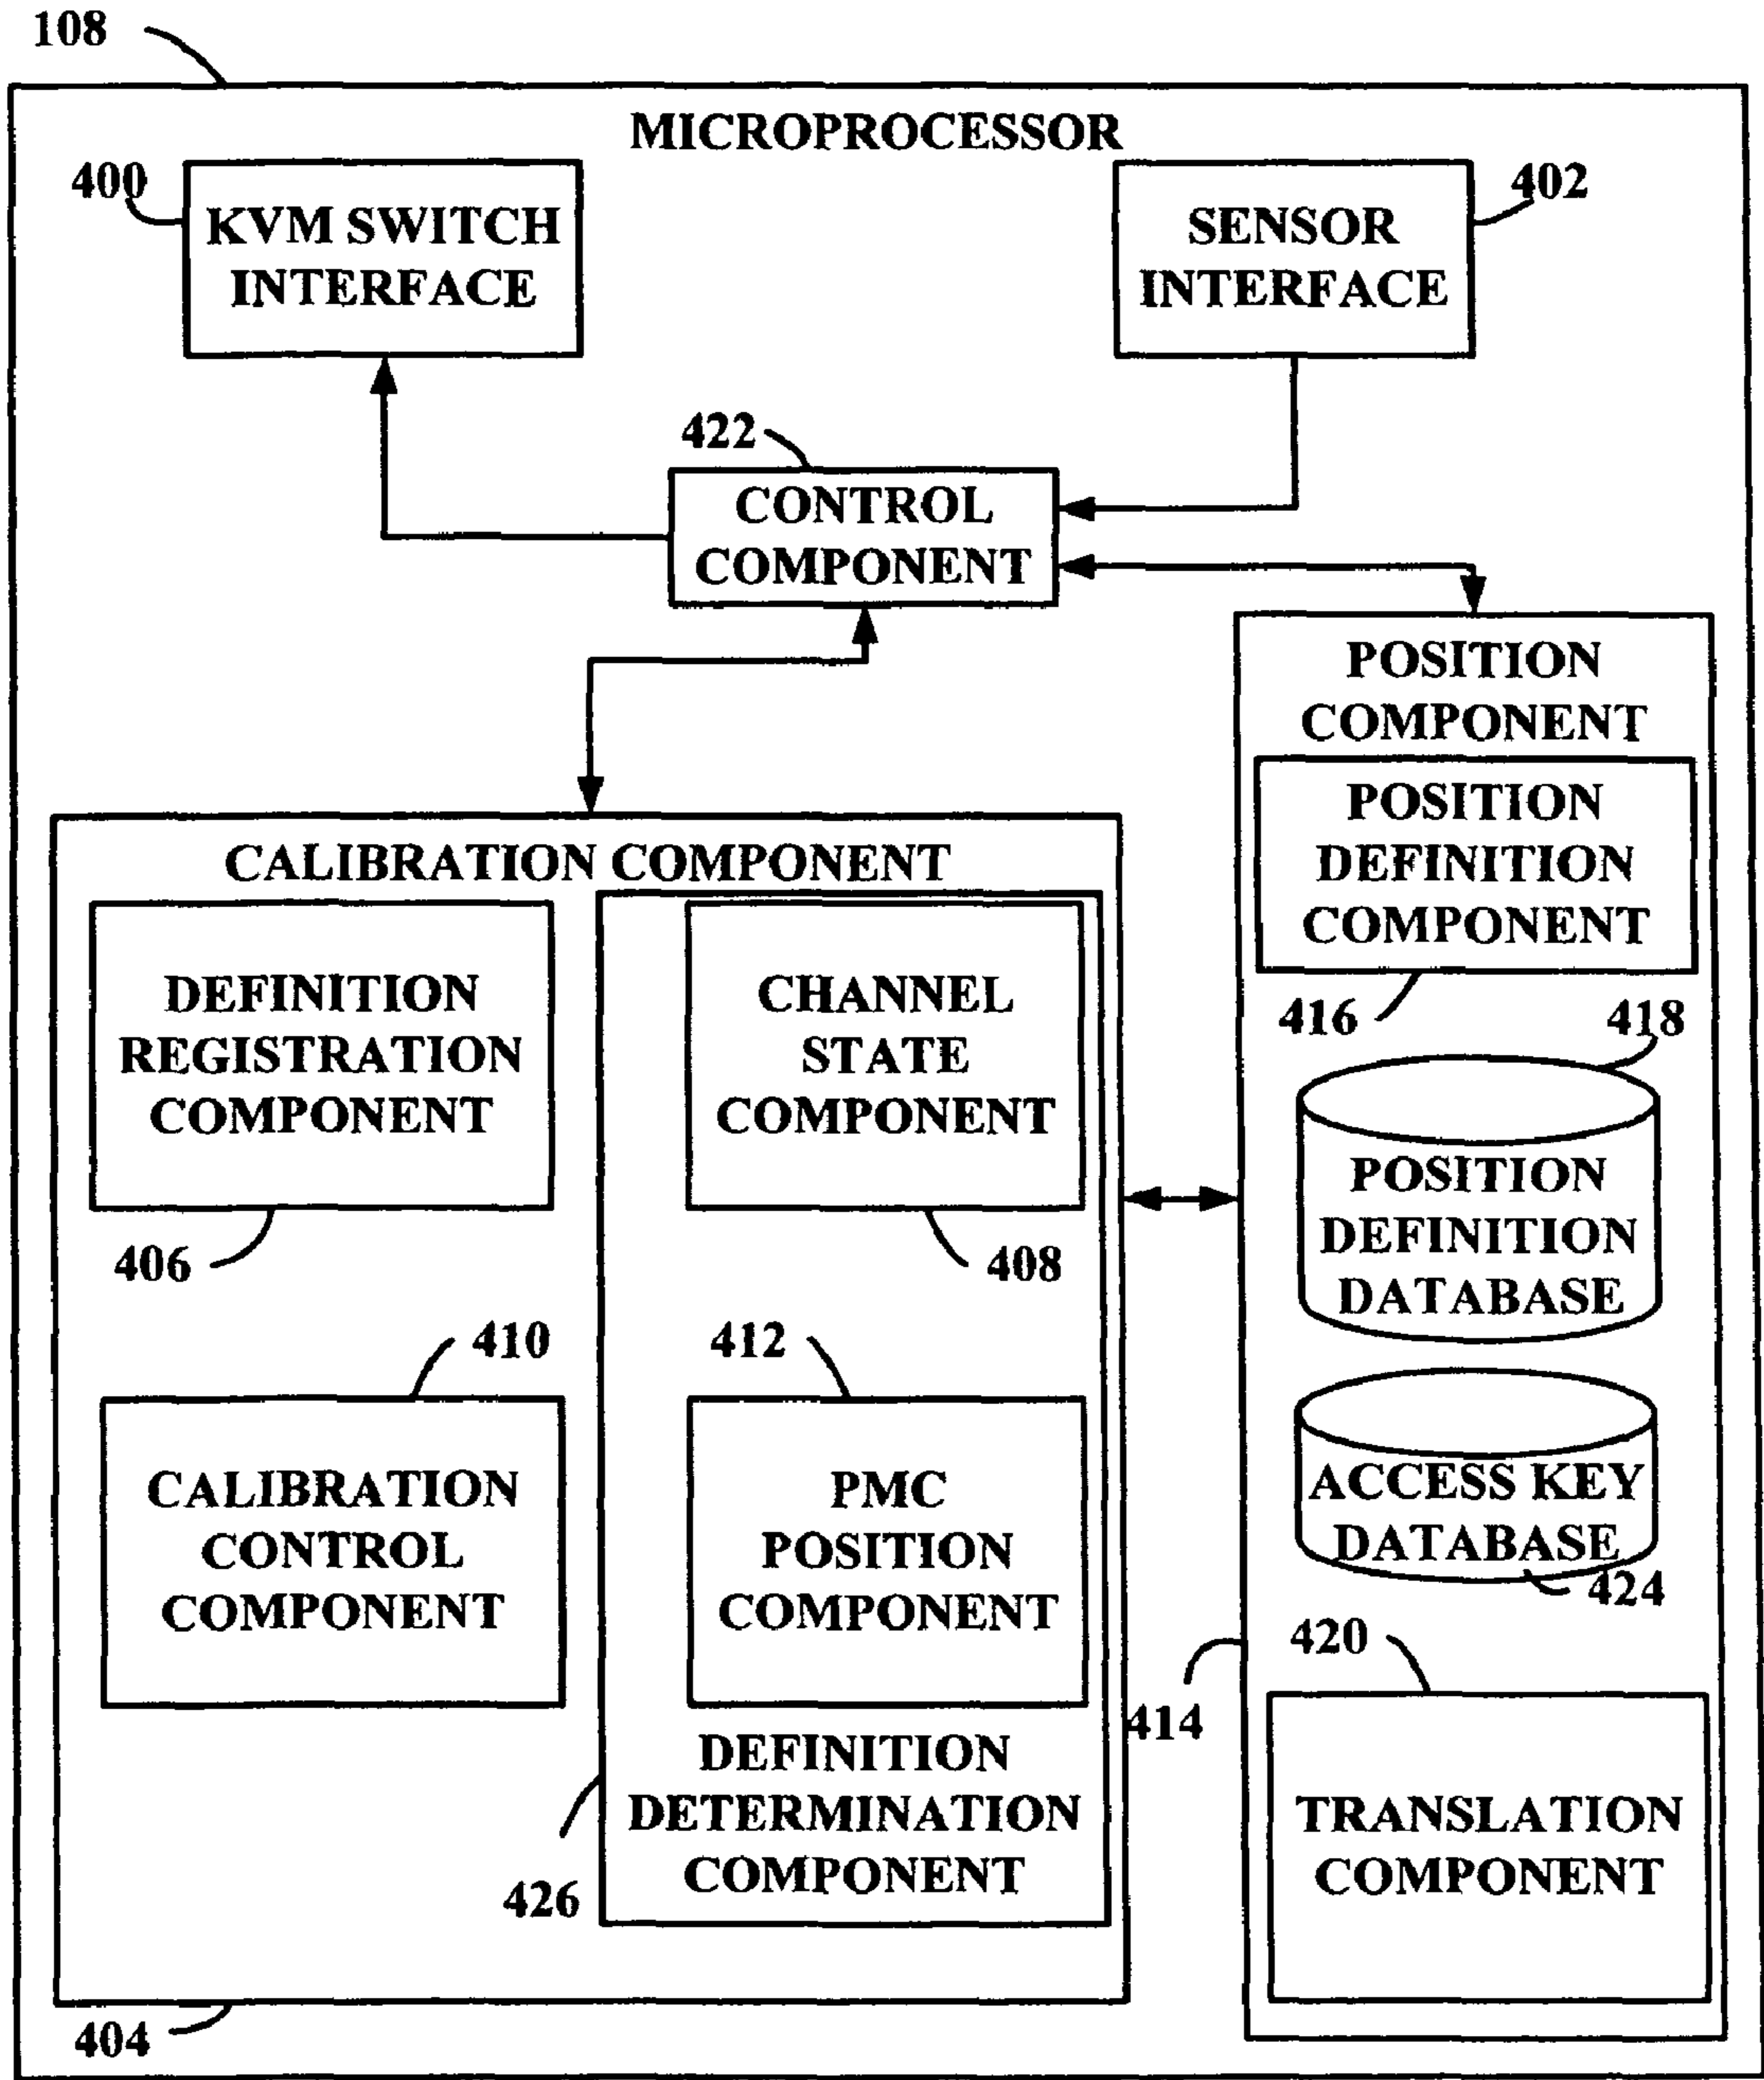 108
MICROPROCESSOR
400
KVM SWITCH
INTERFACE
SENSOR
INTERFACE
402
422
CONTROL
COMPONENT
POSITION
COMPONENT
POSITION
DEFINITION
COMPONENT
416
418
POSITION
DEFINITION
DATABASE
ACCESS KEY
DATABASE
424
420
TRANSLATION
COMPONENT
414
CALIBRATION COMPONENT
DEFINITION
REGISTRATION
COMPONENT
406
CHANNEL
STATE
COMPONENT
408
410
CALIBRATION
CONTROL
COMPONENT
412
PMC
POSITION
COMPONENT
DEFINITION
DETERMINATION
COMPONENT
426
404